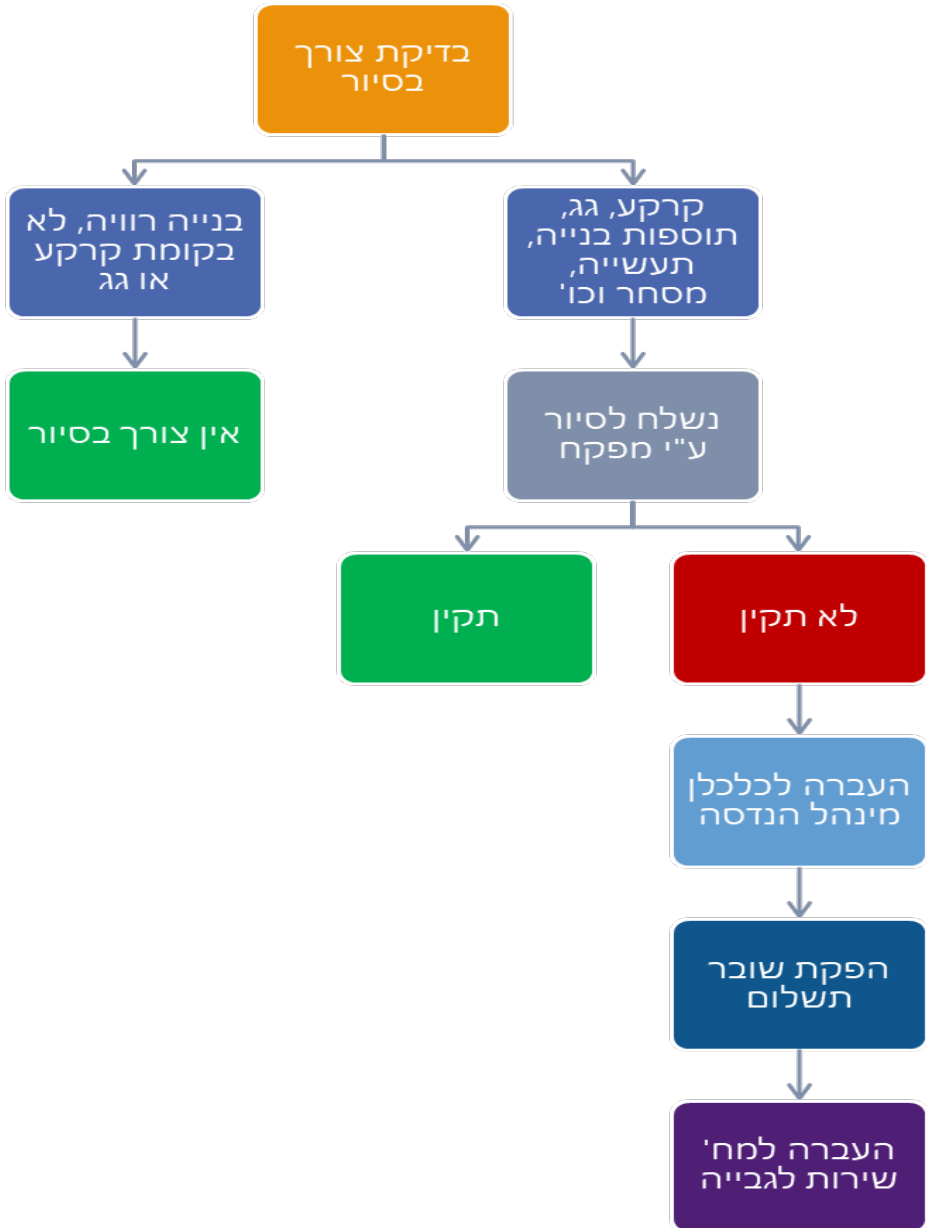 בדיקת צורך
בסיור
קרקע, גג,
תוספות בנייה,
תעשייה,
מסחר וכו'
בנייה רוויה, לא
בקומת קרקע
או גג
נשלח לסיור
ע"י מפקח
אין צורך בסיור
לא תקין
תקין
העברה לכלכלן
מינהל הנדסה
הפקת שובר
תשלום
העברה למח'
שירות לגבייה